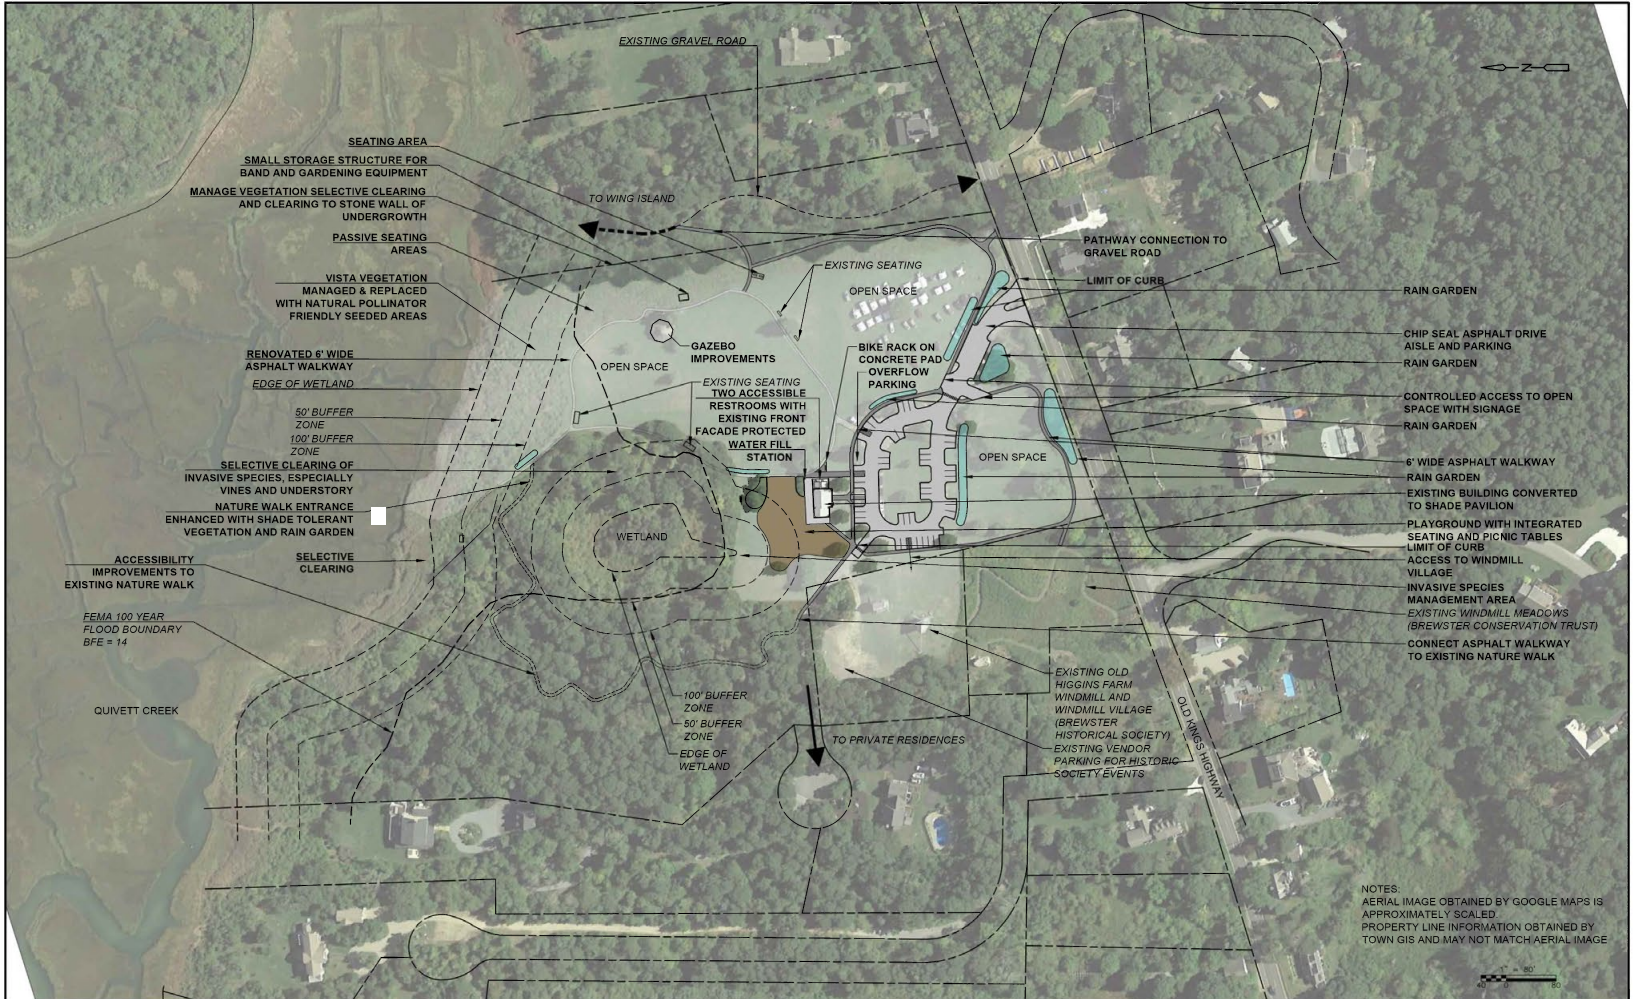 EXISTING GRAVEL ROAD
N
SEATING AREA
SMALL STORAGE STRUCTURE FOR
BAND AND GARDENING EQUIPMENT
MANAGE VEGETATION SELECTIVE CLEARING
AND CLEARING TO STONE WALL OF
UNDERGROWTH
PASSIVE SEATING
AREAS
VISTA VEGETATION
MANAGED & REPLACED
WITH NATURAL POLLINATOR
FRIENDLY SEEDED AREAS
RENOVATED 6' WIDE
ASPHALT WALKWAY
EDGE OF WETLAND
50' BUFFER
ZONE
100' BUFFER
ZONE
SELECTIVE CLEARING OF
INVASIVE SPECIES, ESPECIALLY
VINES AND UNDERSTORY
NATURE WALK ENTRANCE
ENHANCED WITH SHADE TOLERANT
VEGETATION AND RAIN GARDEN
SELECTIVE
CLEARING
ACCESSIBILITY
IMPROVEMENTS TO
EXISTING NATURE WALK
FEMA 100 YEAR
FLOOD BOUNDARY
BFE = 14
QUIVETT CREEK
TO WING ISLAND
EXISTING SEATING
OPEN SPACE
GAZEBO
IMPROVEMENTS
OPEN SPACE
BIKE RACK ON
CONCRETE PAD
OVERFLOW
PARKING
EXISTING SEATING
TWO ACCESSIBLE
RESTROOMS WITH
EXISTING FRONT
FACADE PROTECTED
WATER FILL
STATION
OPEN SPACE
WETLAND
100' BUFFER
ZONE
50' BUFFER
ZONE
EDGE OF
WETLAND
TO PRIVATE RESIDENCES
PATHWAY CONNECTION TO
GRAVEL ROAD
LIMIT OF CURB
RAIN GARDEN
CHIP SEAL ASPHALT DRIVE
AISLE AND PARKING
RAIN GARDEN
CONTROLLED ACCESS TO OPEN
SPACE WITH SIGNAGE
RAIN GARDEN
6' WIDE ASPHALT WALKWAY
RAIN GARDEN
EXISTING BUILDING CONVERTED
TO SHADE PAVILION
PLAYGROUND WITH INTEGRATED
SEATING AND PICNIC TABLES
LIMIT OF CURB
ACCESS TO WINDMILL
VILLAGE
INVASIVE SPECIES
MANAGEMENT AREA
EXISTING WINDMILL MEADOWS
(BREWSTER CONSERVATION TRUST)
CONNECT ASPHALT WALKWAY
TO EXISTING NATURE WALK
EXISTING OLD
HIGGINS FARM
WINDMILL AND
WINDMILL VILLAGE
(BREWSTER
HISTORICAL SOCIETY)
EXISTING VENDOR
PARKING FOR HISTORIC
SOCIETY EVENTS
OLD KINGS HIGHWAY
NOTES:
AERIAL IMAGE OBTAINED BY GOOGLE MAPS IS
APPROXIMATELY SCALED.
PROPERTY LINE INFORMATION OBTAINED BY
TOWN GIS AND MAY NOT MATCH AERIAL IMAGE
1" = 80'
40 0 80